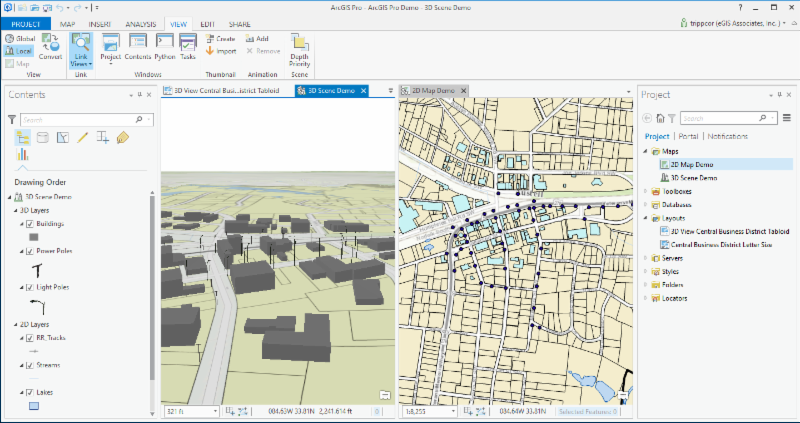 ArcGIS Pro - ArcGIS Pro Demo - 3D Scene Demo
PROJECT MAP INSERT ANALYSIS VIEW EDIT SHARE
trippcor (eGIS Associates, Inc.)
Global
Local
Map
Convert
View
Link Views
Link
Project Contents Python Tasks
Windows
Create
Import
Thumbnail
Add
Remove
Animation
Depth Priority
Scene
Contents
Search
Drawing Order
3D Scene Demo
3D Layers
Buildings
Power Poles
Light Poles
2D Layers
RR_Tracks
Streams
Lakes
3D View Central Busi...istrict Tabloid
3D Scene Demo
321 ft
084.63W 33.81N 2,241.614 ft
0
2D Map Demo
1:8,255
084.64W 33.81N
Selected Features: 0
Project
Search
Project Portal Notifications
Maps
2D Map Demo
3D Scene Demo
Toolboxes
Databases
Layouts
3D View Central Business District Tabloid
Central Business District Letter Size
Servers
Styles
Folders
Locators